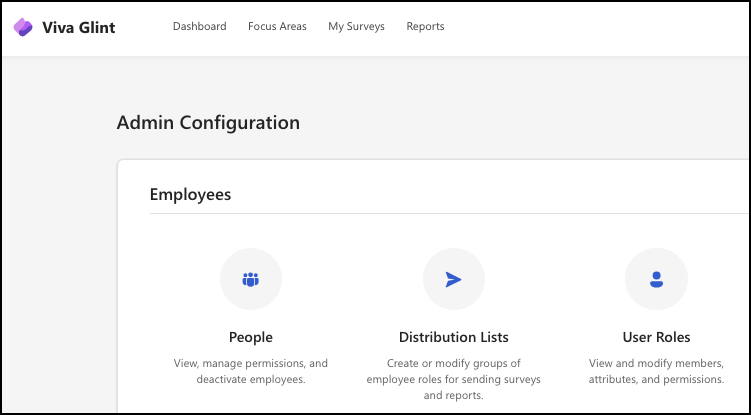 Viva Glint
Dashboard
Focus Areas
My Surveys
Reports
Admin Configuration
Employees
People
View, manage permissions, and
deactivate employees.
Distribution Lists
Create or modify groups of
employee roles for sending surveys
and reports.
User Roles
View and modify members,
attributes, and permissions.